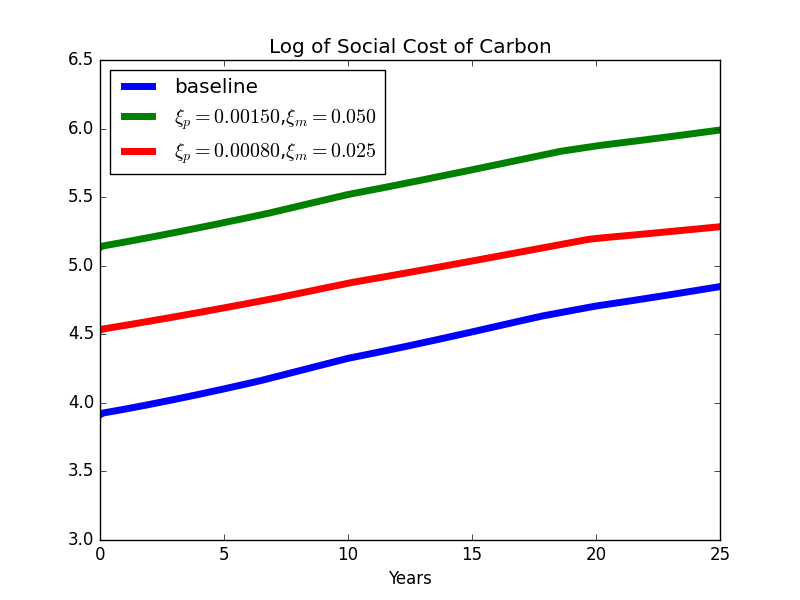 Log of Social Cost of Carbon
6.5
6.0
5.5
5.0
4.5
4.0
3.5
3.0
baseline
ξₚ = 0.00150,ξₘ = 0.050
ξₚ = 0.00080,ξₘ = 0.025
0 5 10 15 20 25
Years